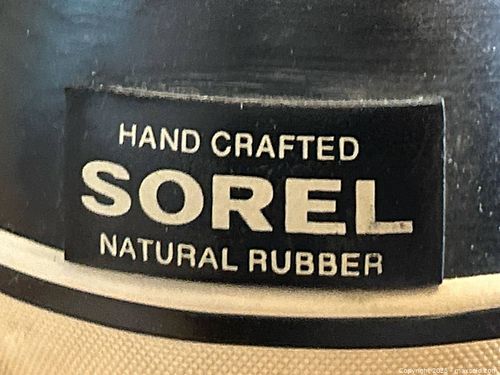 HAND CRAFTED
SOREL
NATURAL RUBBER